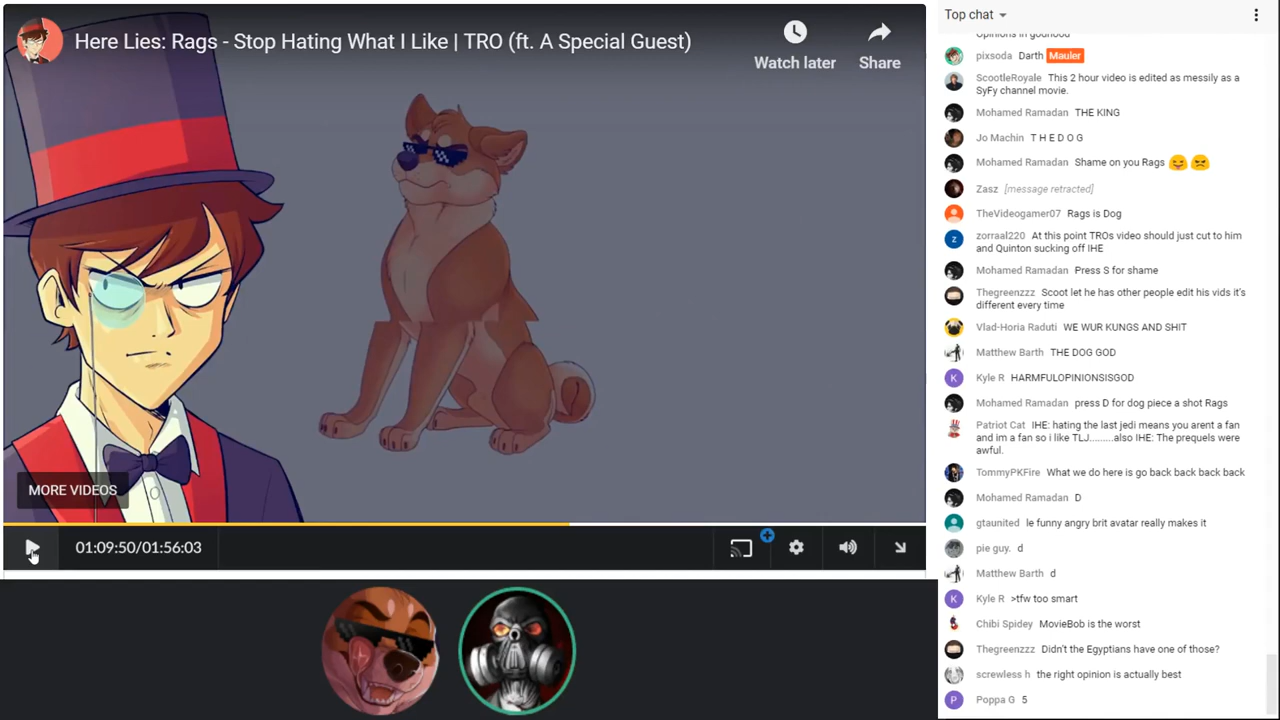 Here Lies: Rags - Stop Hating What I Like | TRO (ft. A Special Guest)
Watch later
Share
MORE VIDEOS
01:09:50/01:56:03
Top chat
Opinions in gourhood
pixsoda Darth Mauler
ScootleRoyale This 2 hour video is edited as messily as a
SyFy channel movie.
Mohamed Ramadan THE KING
Jo Machin T H E D O G
Mohamed Ramadan Shame on you Rags 😜 😠
Zasz [message retracted]
TheVideogamer07 Rags is Dog
zorraal220 At this point TROs video should just cut to him
and Quinton sucking off IHE
Mohamed Ramadan Press S for shame
Thegreenzzz Scoot let he has other people edit his vids it's
different every time
Vlad-Horia Raduti WE WUR KUNGS AND SHIT
Matthew Barth THE DOG GOD
Kyle R HARMFULOPINIONSISGOD
Mohamed Ramadan press D for dog piece a shot Rags
Patriot Cat IHE: hating the last jedi means you arent a fan
and im a fan so i like TLJ.........also IHE: The prequels were
awful.
TommyPKFire What we do here is go back back back back
Mohamed Ramadan D
gtaunited le funny angry brit avatar really makes it
pie guy. d
Matthew Barth d
Kyle R >tfw too smart
Chibi Spidey MovieBob is the worst
Thegreenzzz Didn't the Egyptians have one of those?
screwless h the right opinion is actually best
Poppa G 5